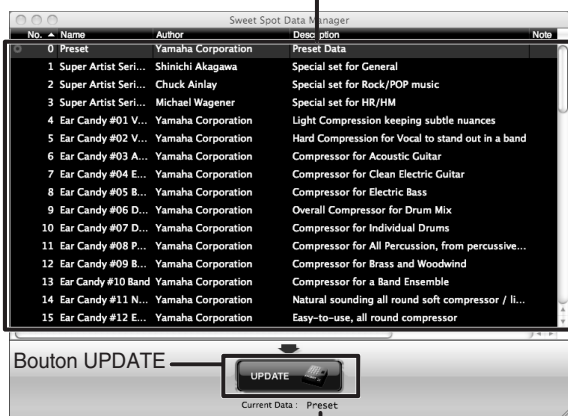 Sweet Spot Data Manager
No. Name Author Description Note
0 Preset Yamaha Corporation Preset Data
1 Super Artist Seri... Shinichi Akagawa Special set for General
2 Super Artist Seri... Chuck Ainlay Special set for Rock/POP music
3 Super Artist Seri... Michael Wagener Special set for HR/HM
4 Ear Candy #01 V... Yamaha Corporation Light Compression keeping subtle nuances
5 Ear Candy #02 V... Yamaha Corporation Hard Compression for Vocal to stand out in a band
6 Ear Candy #03 A... Yamaha Corporation Compressor for Acoustic Guitar
7 Ear Candy #04 E... Yamaha Corporation Compressor for Clean Electric Guitar
8 Ear Candy #05 B... Yamaha Corporation Compressor for Electric Bass
9 Ear Candy #06 D... Yamaha Corporation Overall Compressor for Drum Mix
10 Ear Candy #07 D... Yamaha Corporation Compressor for Individual Drums
11 Ear Candy #08 P... Yamaha Corporation Compressor for All Percussion, from percussive...
12 Ear Candy #09 B... Yamaha Corporation Compressor for Brass and Woodwind
13 Ear Candy #10 Band Yamaha Corporation Compressor for a Band Ensemble
14 Ear Candy #11 N... Yamaha Corporation Natural sounding all round soft compressor / li...
15 Ear Candy #12 E... Yamaha Corporation Easy-to-use, all round compressor
Bouton UPDATE
UPDATE
Current Data : Preset